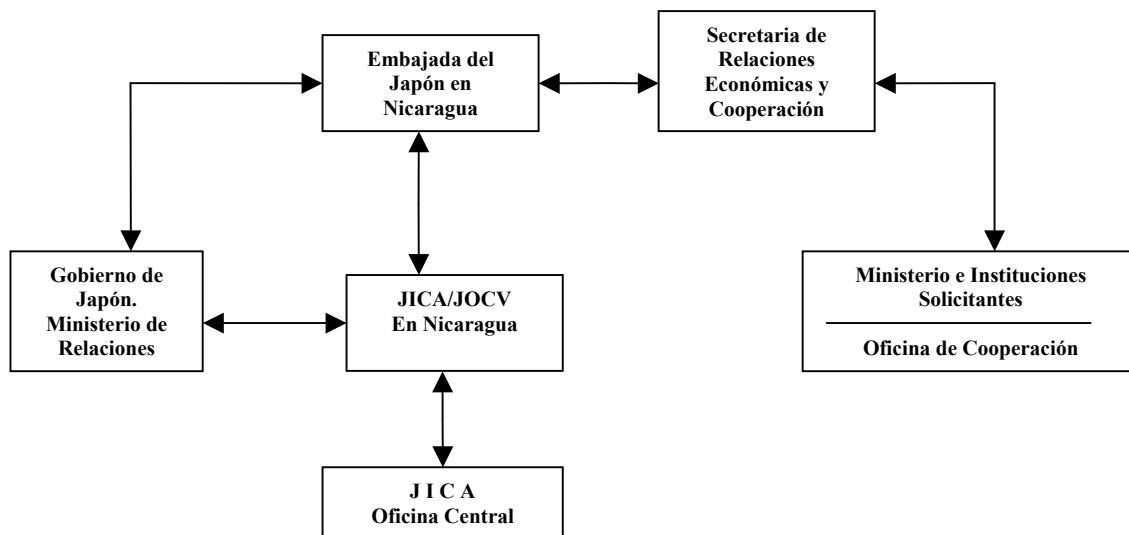 Embajada del
Japón en
Nicaragua
Secretaria de
Relaciones
Económicas y
Cooperación
Gobierno de
Japón.
Ministerio de
Relaciones
JICA/JOCV
En Nicaragua
Ministerio e Instituciones
Solicitantes
Oficina de Cooperación
J I C A
Oficina Central